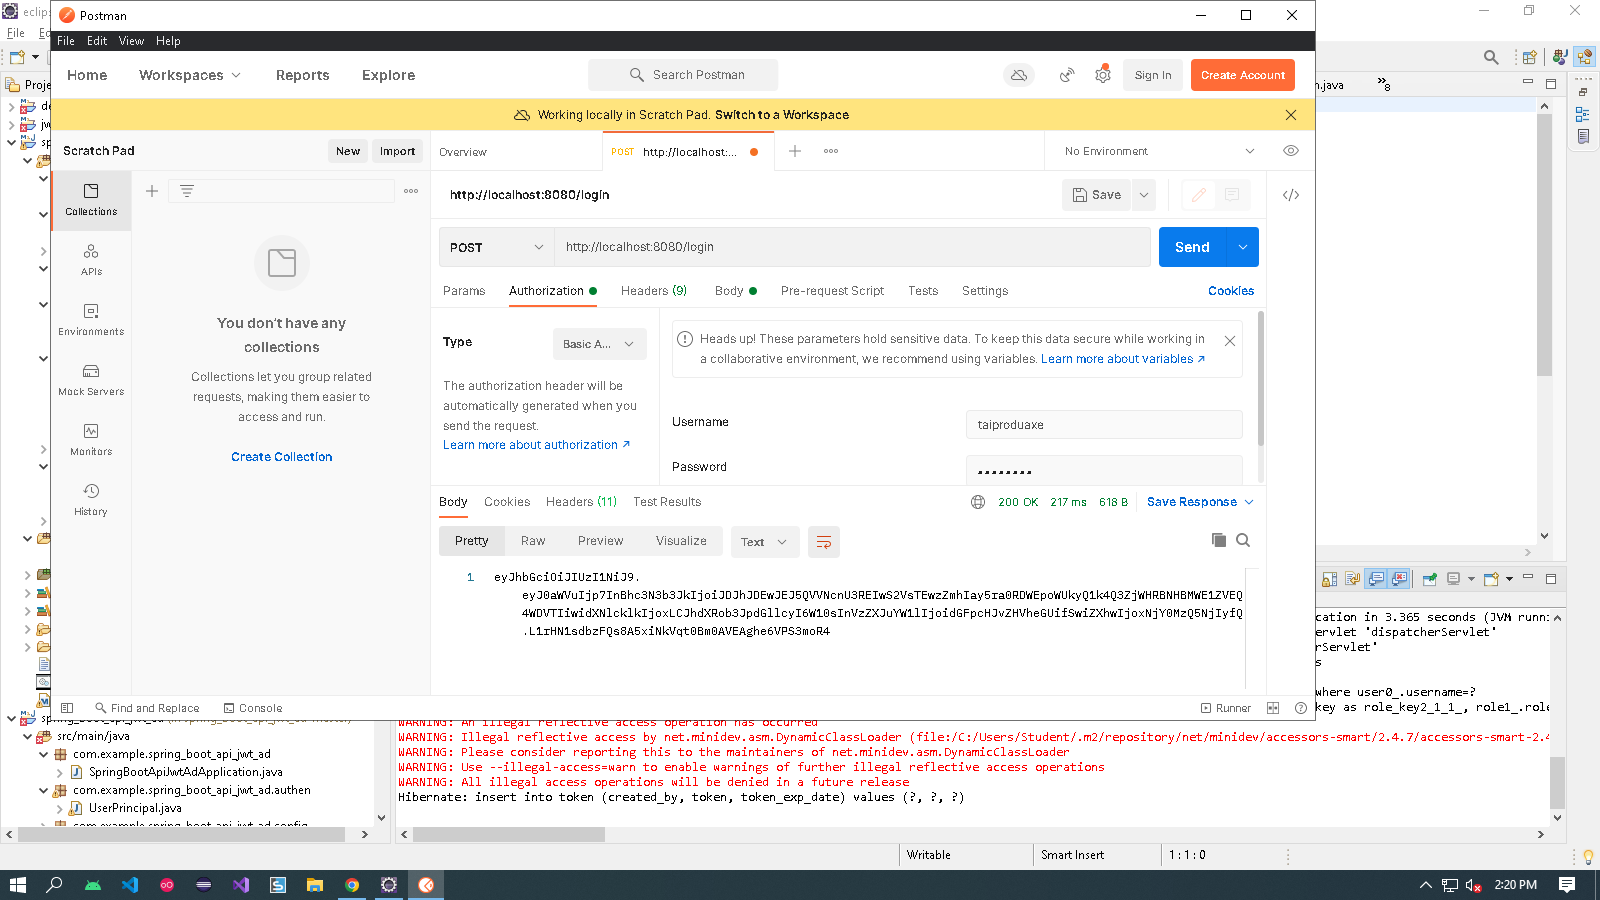 eclips
Postman
File Ed
File Edit View Help
Home Workspaces Reports Explore
Search Postman
Sign In
Create Account
Working locally in Scratch Pad. Switch to a Workspace
Proje
n.java
8
Scratch Pad
New
Import
Overview
POST http://localhost:...
No Environment
Collections
http://localhost:8080/login
Save
POST
http://localhost:8080/login
Send
APIs
Params Authorization Headers (9) Body Pre-request Script Tests Settings Cookies
Environments
You don't have any
collections
Type
Basic A...
Heads up! These parameters hold sensitive data. To keep this data secure while working in
a collaborative environment, we recommend using variables. Learn more about variables ↗
Collections let you group related
requests, making them easier to
access and run.
Mock Servers
The authorization header will be
automatically generated when you
send the request.
Learn more about authorization ↗
Username
taiproduaxe
Create Collection
Monitors
Password
••••••••
History
Body Cookies Headers (11) Test Results
200 OK 217 ms 618 B Save Response
Pretty Raw Preview Visualize Text
1
eyJhbGciOiJIUzI1NiJ9.
.L1rHN1sdbzFQs8A5xiNkVqt0Bm0AVEAghe6VPS3moR4
cation in 3.365 seconds (JVM runni
servlet 'dispatcherServlet'
erServlet'
s
where user0_.username=?
key as role_key2_1_1_, role1_.role
Find and Replace
Console
Runner
spring_boot_api_jwt_ad
src/main/java
com.example.spring_boot_api_jwt_ad
SpringBootApiJwtAdApplication.java
com.example.spring_boot_api_jwt_ad.authen
UserPrincipal.java
com.example.spring_boot_api_jwt_ad.config
WARNING: An illegal reflective access operation has occurred
WARNING: Illegal reflective access by net.minidev.asm.DynamicClassLoader (file:/C:/Users/Student/.m2/repository/net/minidev/accessors-smart/2.4.7/accessors-smart-2.4
WARNING: Please consider reporting this to the maintainers of net.minidev.asm.DynamicClassLoader
WARNING: Use --illegal-access=warn to enable warnings of further illegal reflective access operations
WARNING: All illegal access operations will be denied in a future release
Hibernate: insert into token (created_by, token, token_exp_date) values (?, ?, ?)
Writable
Smart Insert
1 : 1 : 0
2:20 PM